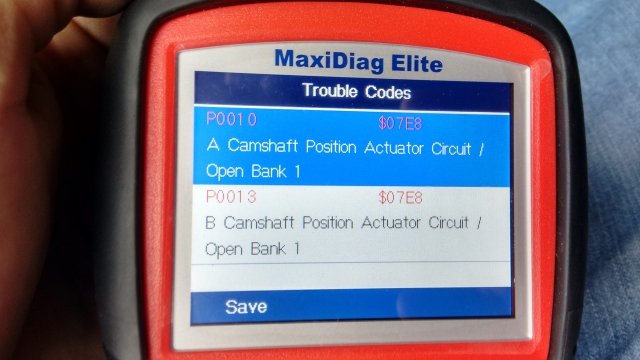 MaxiDiag Elite
Trouble Codes
P0010 $07E8
A Camshaft Position Actuator Circuit /
Open Bank 1
P0013 $07E8
B Camshaft Position Actuator Circuit /
Open Bank 1
Save